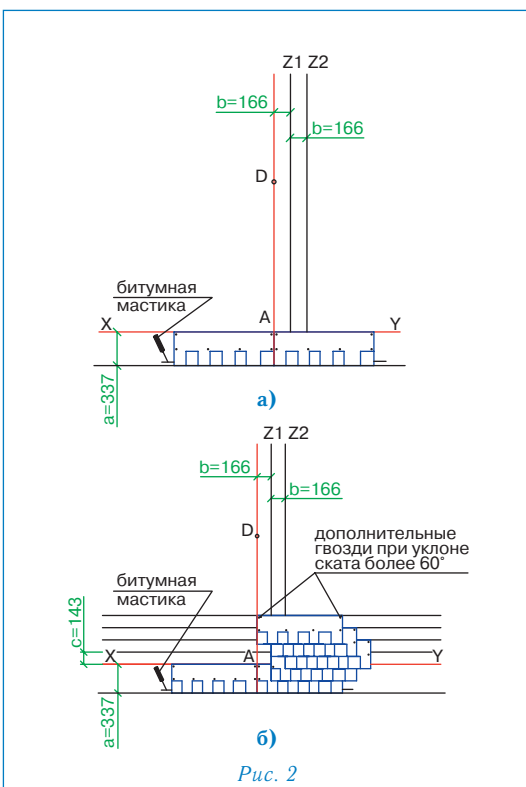 Z1 Z2
b=166
b=166
D
битумная
мастика
X
A
Y
a=337
а)
Z1 Z2
b=166
b=166
D
дополнительные
гвозди при уклоне
ската более 60°
битумная
мастика
c=143
X
A
Y
a=337
б)
Рис. 2